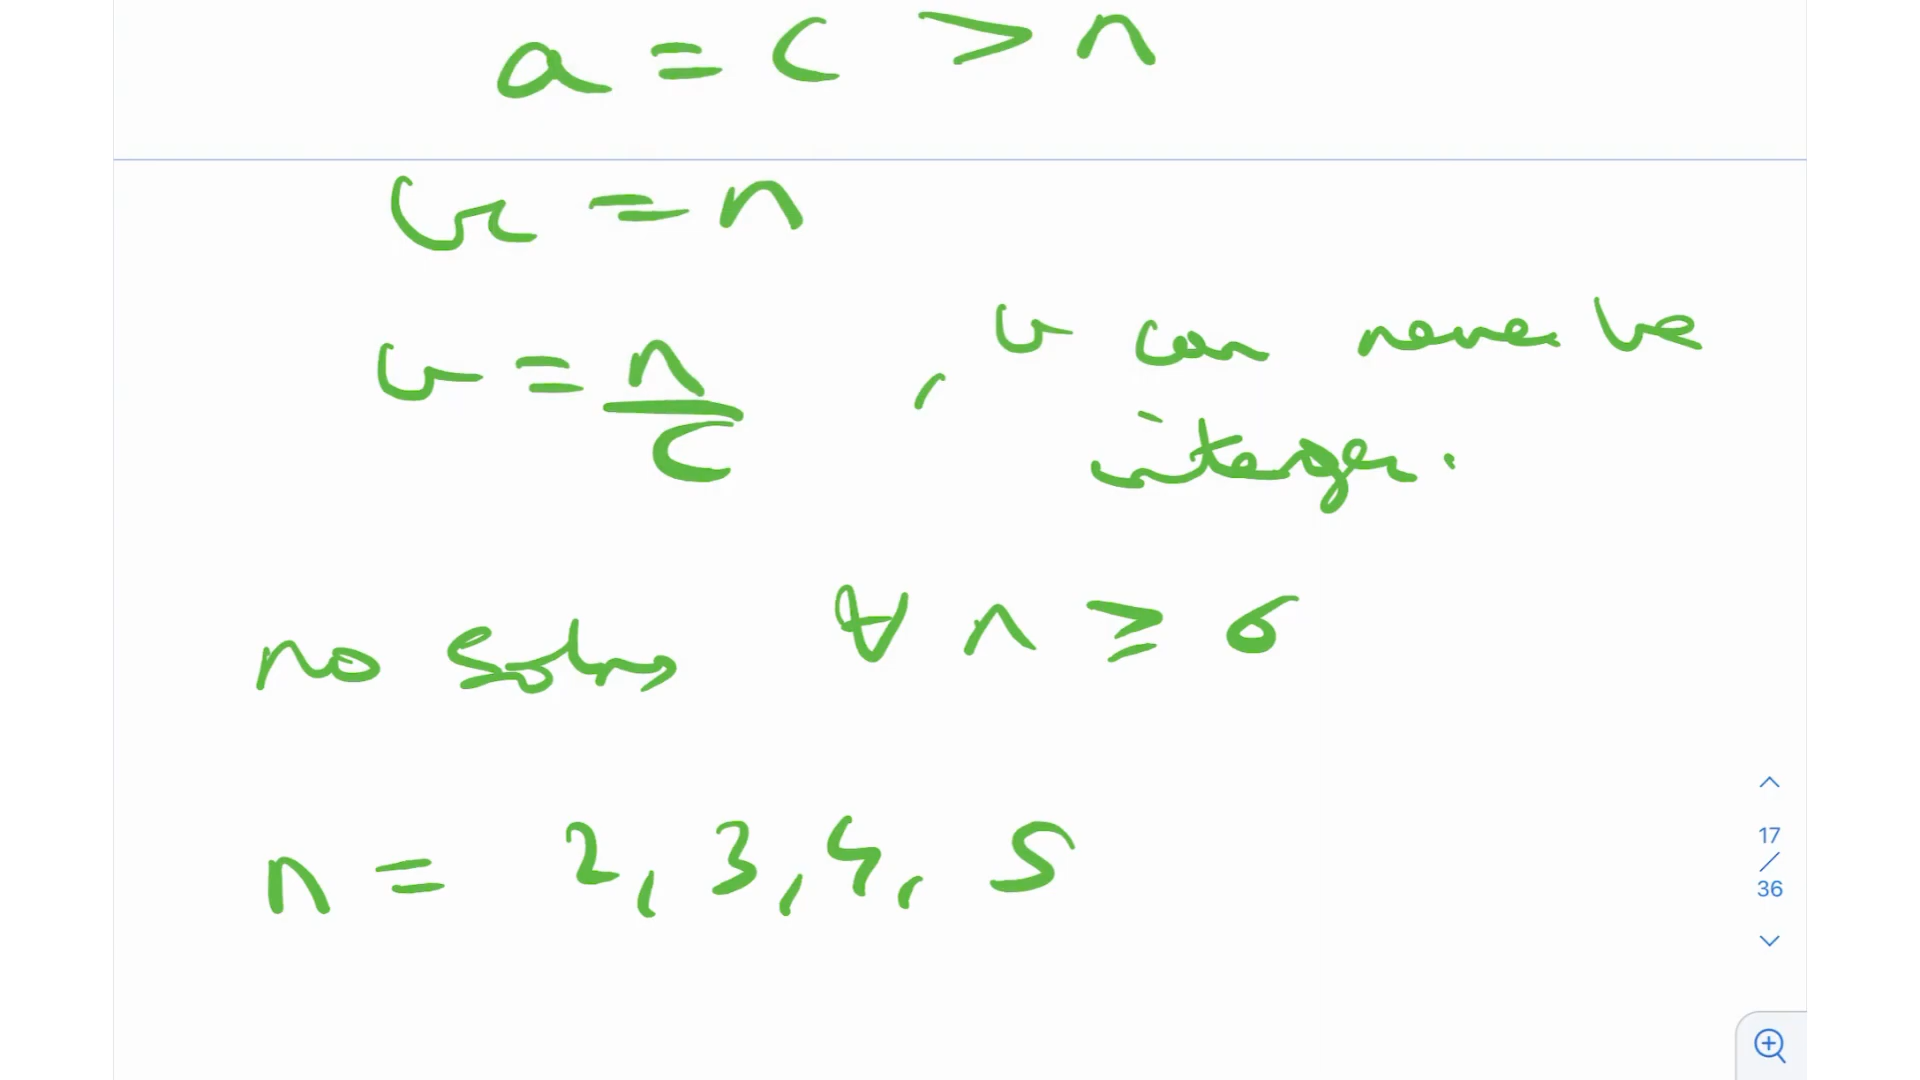 a = c > n
bc = n
b = n/c , b can never be
integer.
no solns ∀ n ≥ 6
n = 2, 3, 4, 5
17
/
36